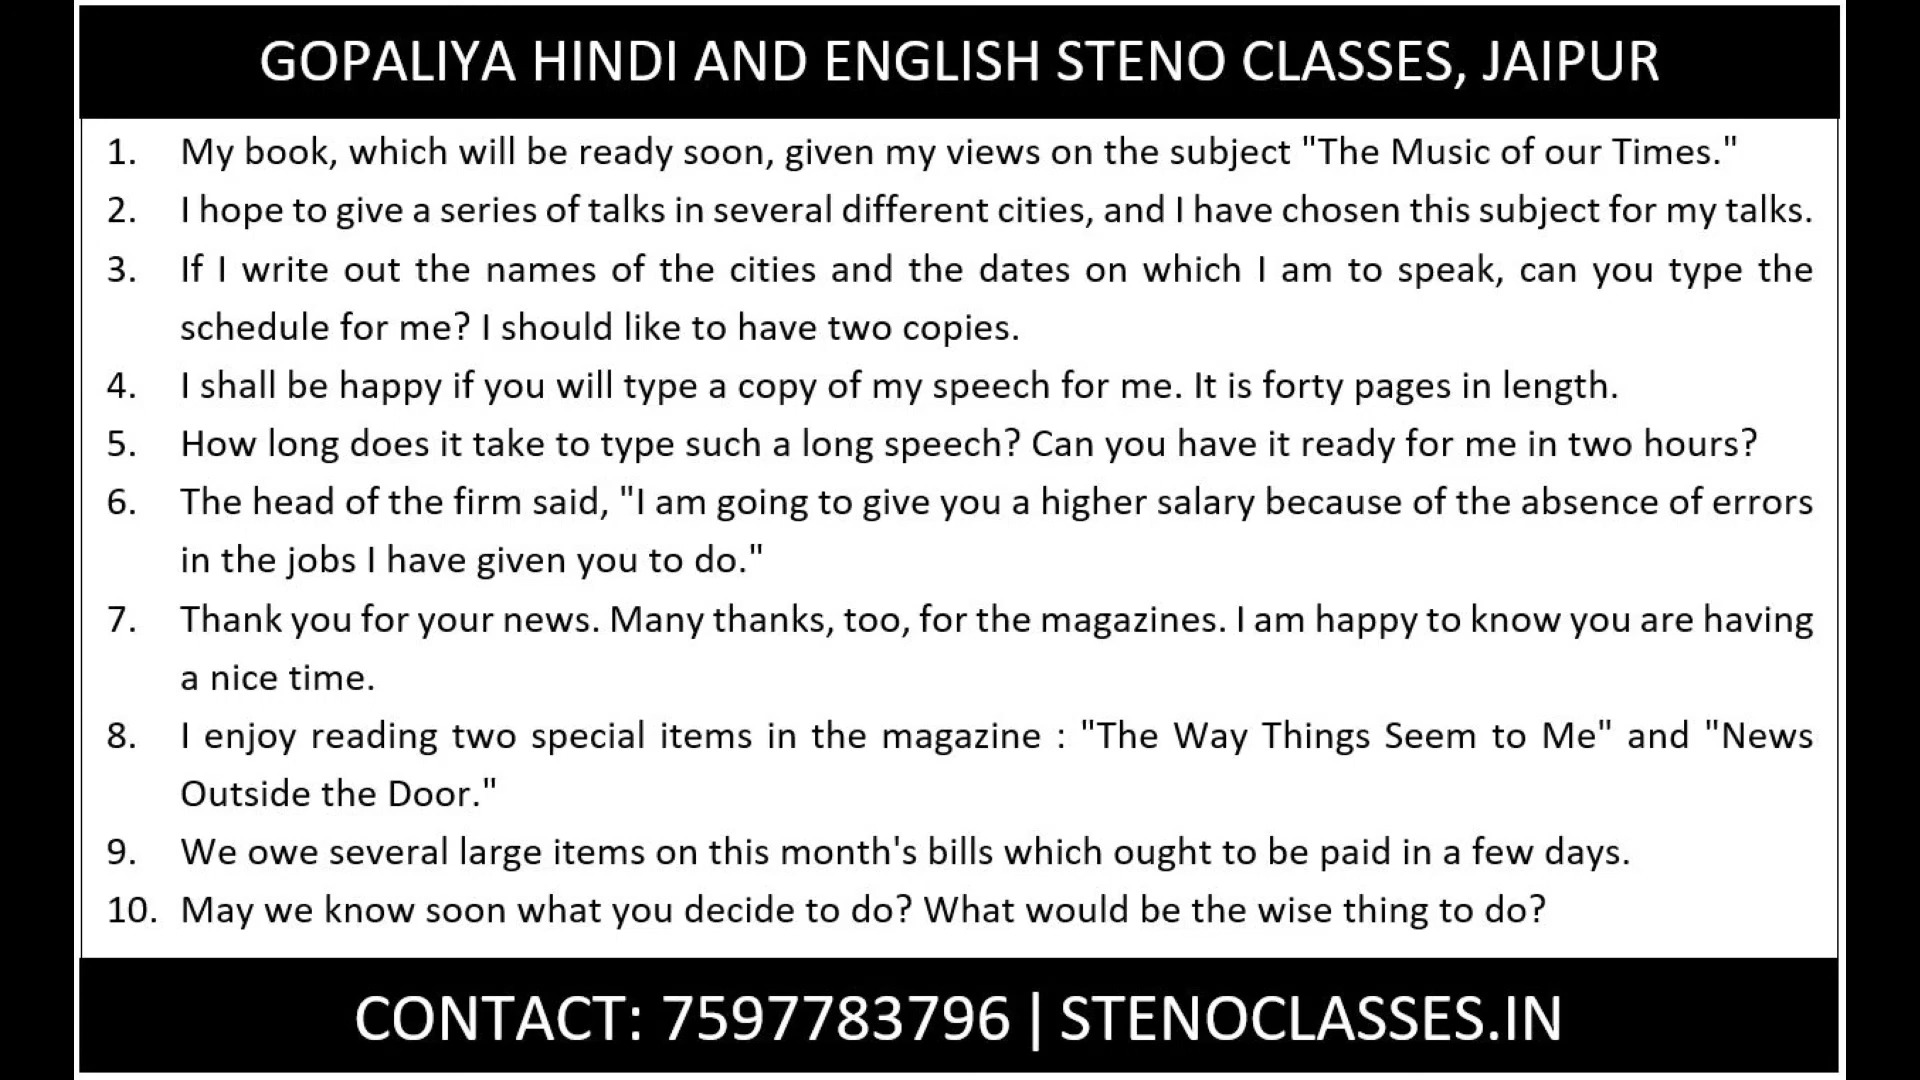 GOPALIYA HINDI AND ENGLISH STENO CLASSES, JAIPUR
1. My book, which will be ready soon, given my views on the subject "The Music of our Times."
2. I hope to give a series of talks in several different cities, and I have chosen this subject for my talks.
3. If I write out the names of the cities and the dates on which I am to speak, can you type the
schedule for me? I should like to have two copies.
4. I shall be happy if you will type a copy of my speech for me. It is forty pages in length.
5. How long does it take to type such a long speech? Can you have it ready for me in two hours?
6. The head of the firm said, "I am going to give you a higher salary because of the absence of errors
in the jobs I have given you to do."
7. Thank you for your news. Many thanks, too, for the magazines. I am happy to know you are having
a nice time.
8. I enjoy reading two special items in the magazine : "The Way Things Seem to Me" and "News
Outside the Door."
9. We owe several large items on this month's bills which ought to be paid in a few days.
10. May we know soon what you decide to do? What would be the wise thing to do?
CONTACT: 7597783796 | STENOCLASSES.IN